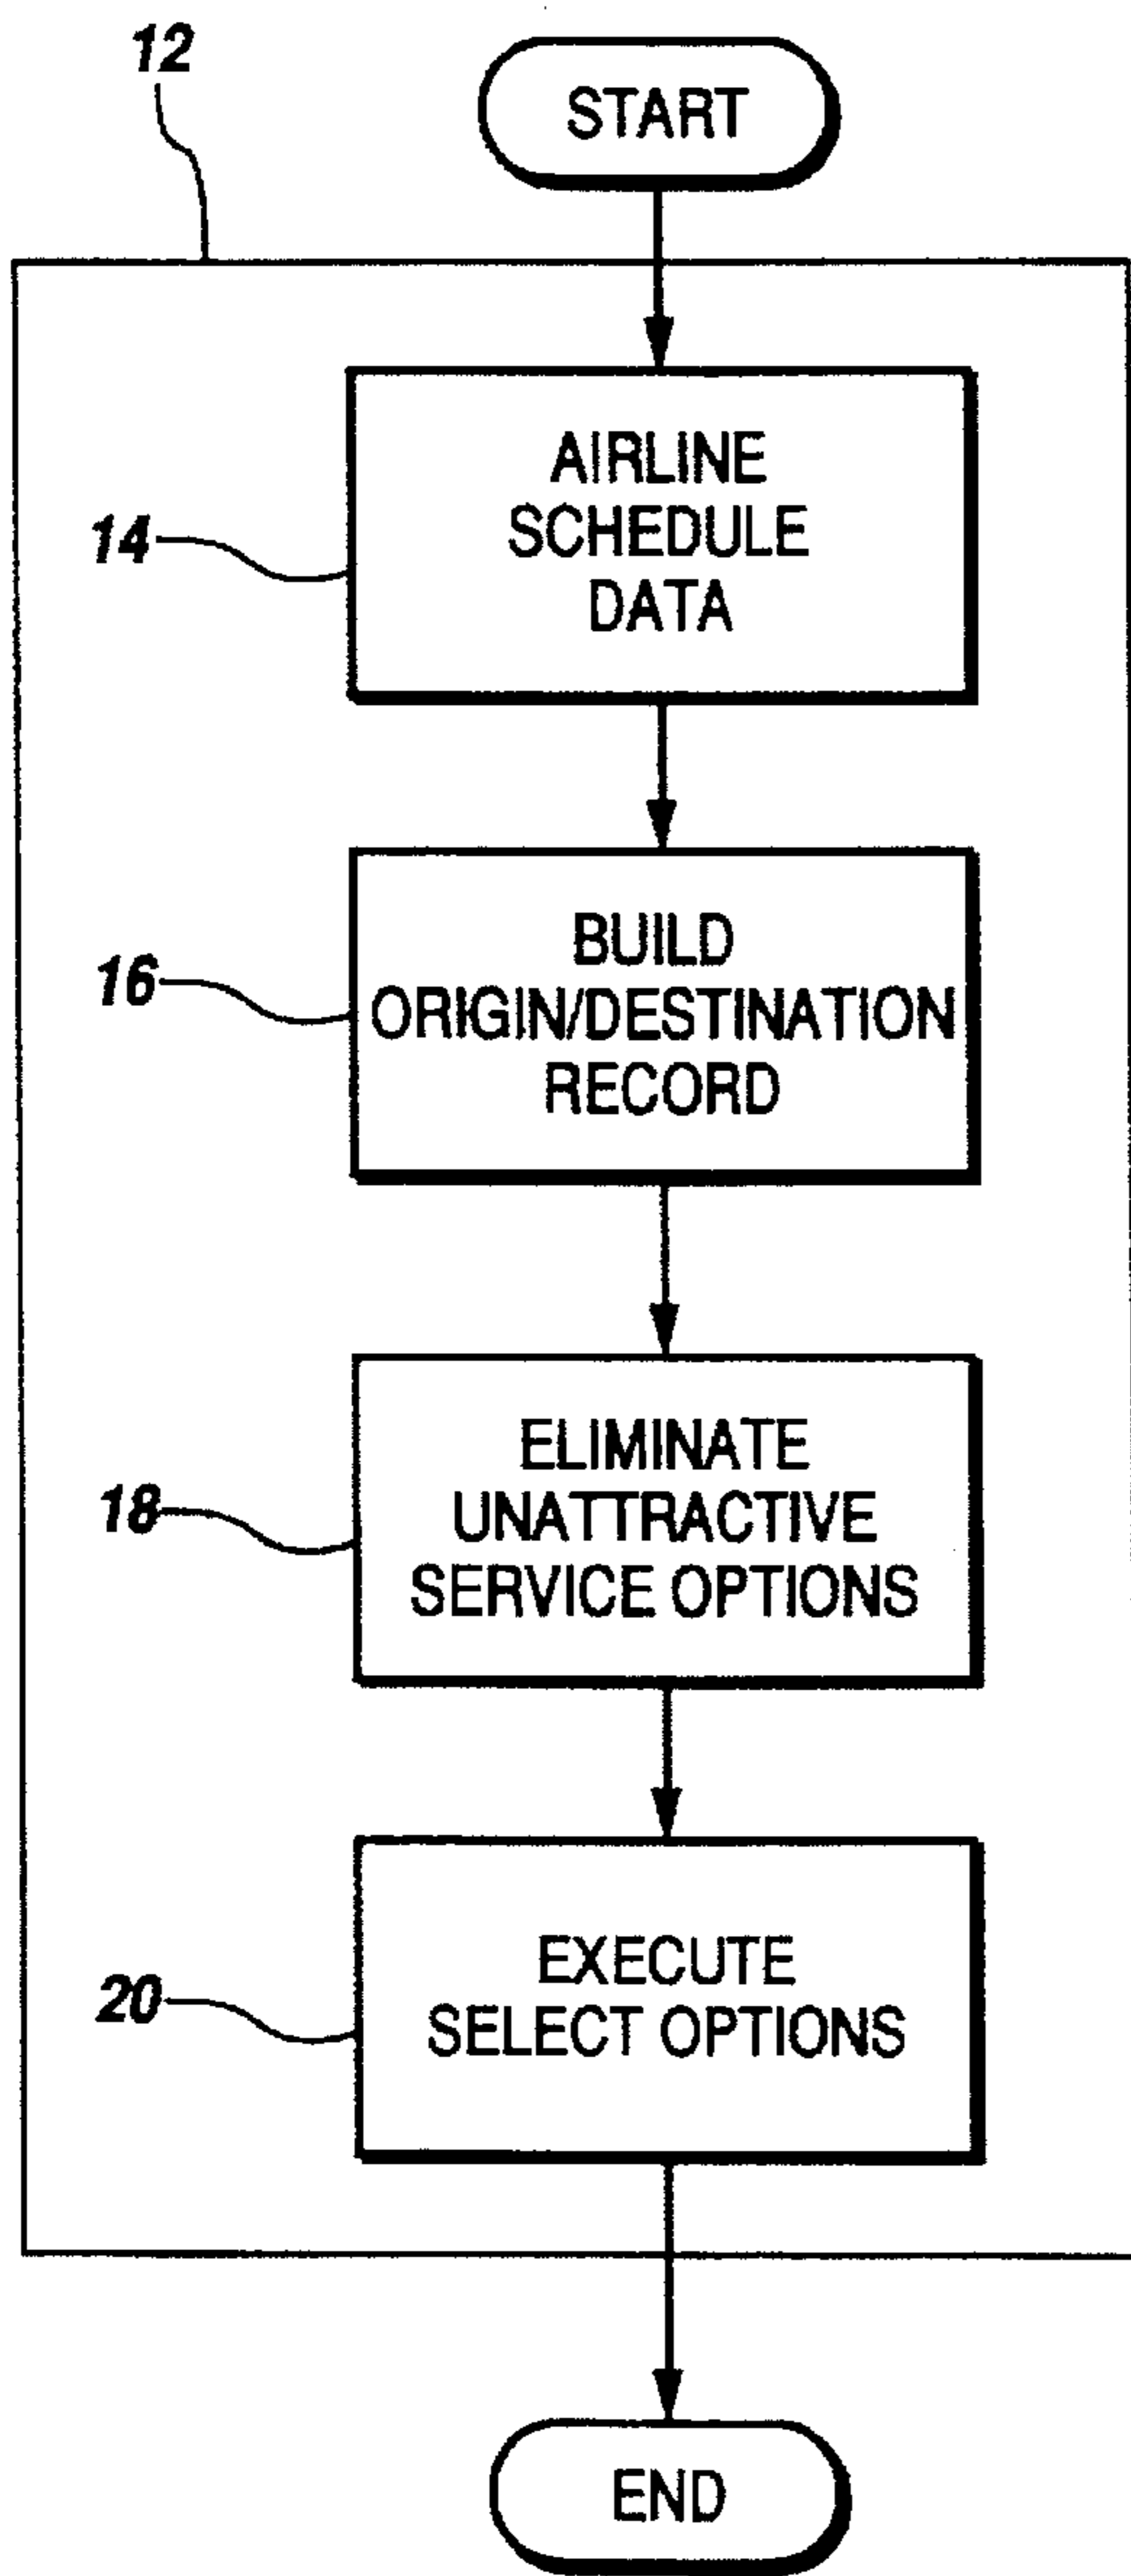 12
START
14
AIRLINE
SCHEDULE
DATA
16
BUILD
ORIGIN/DESTINATION
RECORD
18
ELIMINATE
UNATTRACTIVE
SERVICE OPTIONS
20
EXECUTE
SELECT OPTIONS
END